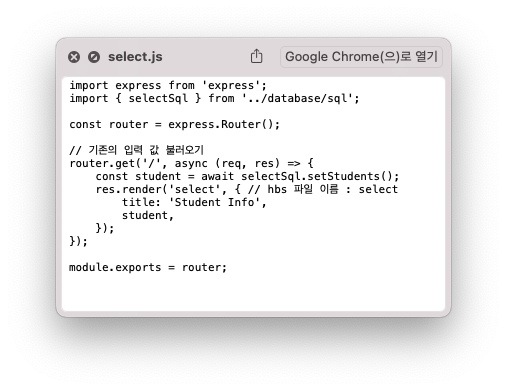 select.js
Google Chrome(으)로 열기
import express from 'express';
import { selectSql } from '../database/sql';
const router = express.Router();
// 기존의 입력 값 불러오기
router.get('/', async (req, res) => {
    const student = await selectSql.setStudents();
    res.render('select', { // hbs 파일 이름 : select
        title: 'Student Info',
        student,
    });
});
module.exports = router;